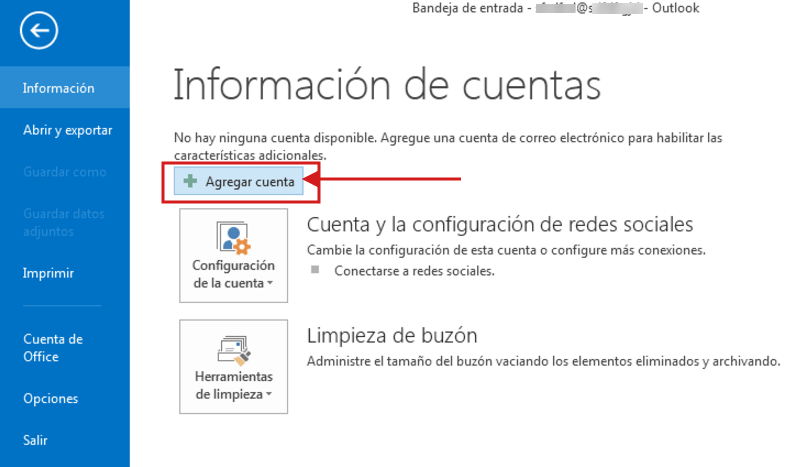 Bandeja de entrada - - Outlook
Información
Abrir y exportar
Guardar como
Guardar datos
adjuntos
Imprimir
Cuenta de
Office
Opciones
Salir
Información de cuentas
No hay ninguna cuenta disponible. Agregue una cuenta de correo electrónico para habilitar las
características adicionales.
Agregar cuenta
Configuración
de la cuenta
Cuenta y la configuración de redes sociales
Cambie la configuración de esta cuenta o configure más conexiones.
Conectarse a redes sociales.
Herramientas
de limpieza
Limpieza de buzón
Administre el tamaño del buzón vaciando los elementos eliminados y archivando.